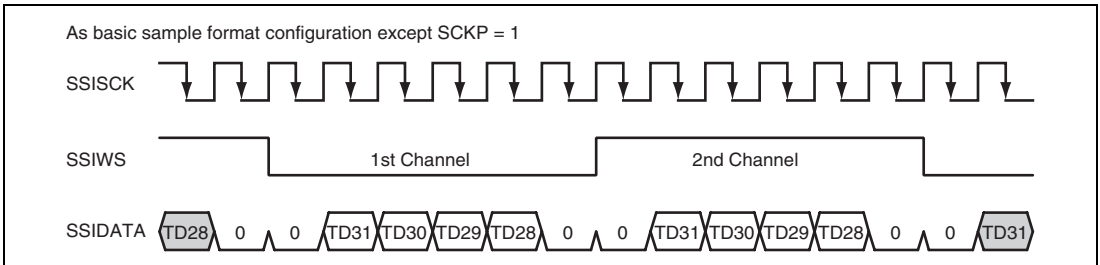 As basic sample format configuration except SCKP = 1
SSISCK
SSIWS 1st Channel 2nd Channel
SSIDATA TD28 0 0 TD31 TD30 TD29 TD28 0 0 TD31 TD30 TD29 TD28 0 0 TD31